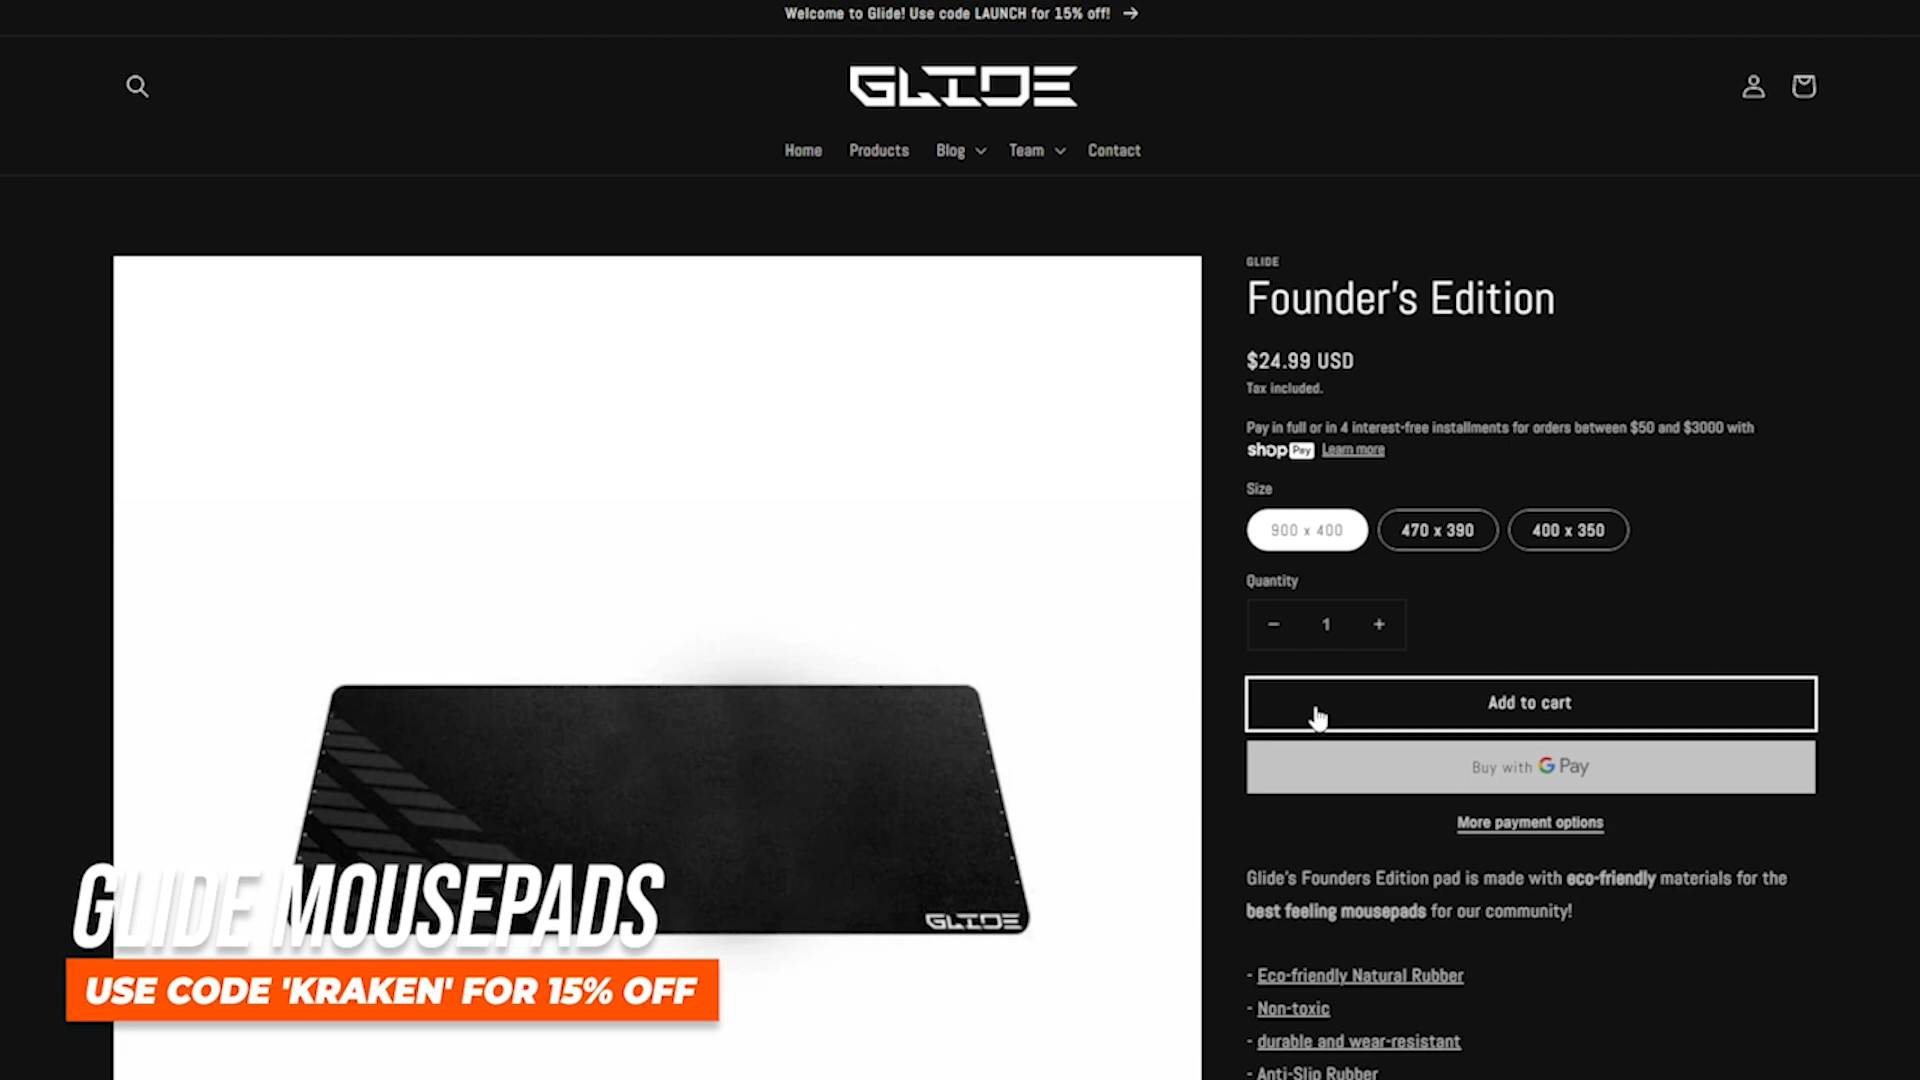 Welcome to Glide! Use code LAUNCH for 15% off!
GLIDE
Home Products Blog Team Contact
GLIDE
Founder's Edition
$24.99 USD
Tax included.
Pay in full or in 4 interest-free installments for orders between $50 and $3000 with
shop Pay Learn more
Size
900 x 400 470 x 390 400 x 350
Quantity
− 1 +
Add to cart
Buy with G Pay
More payment options
Glide's Founders Edition pad is made with eco-friendly materials for the
best feeling mousepads for our community!
- Eco-friendly Natural Rubber
- Non-toxic
- durable and wear-resistant
- Anti-Slip Rubber
GLIDE
GLIDE MOUSEPADS
USE CODE 'KRAKEN' FOR 15% OFF